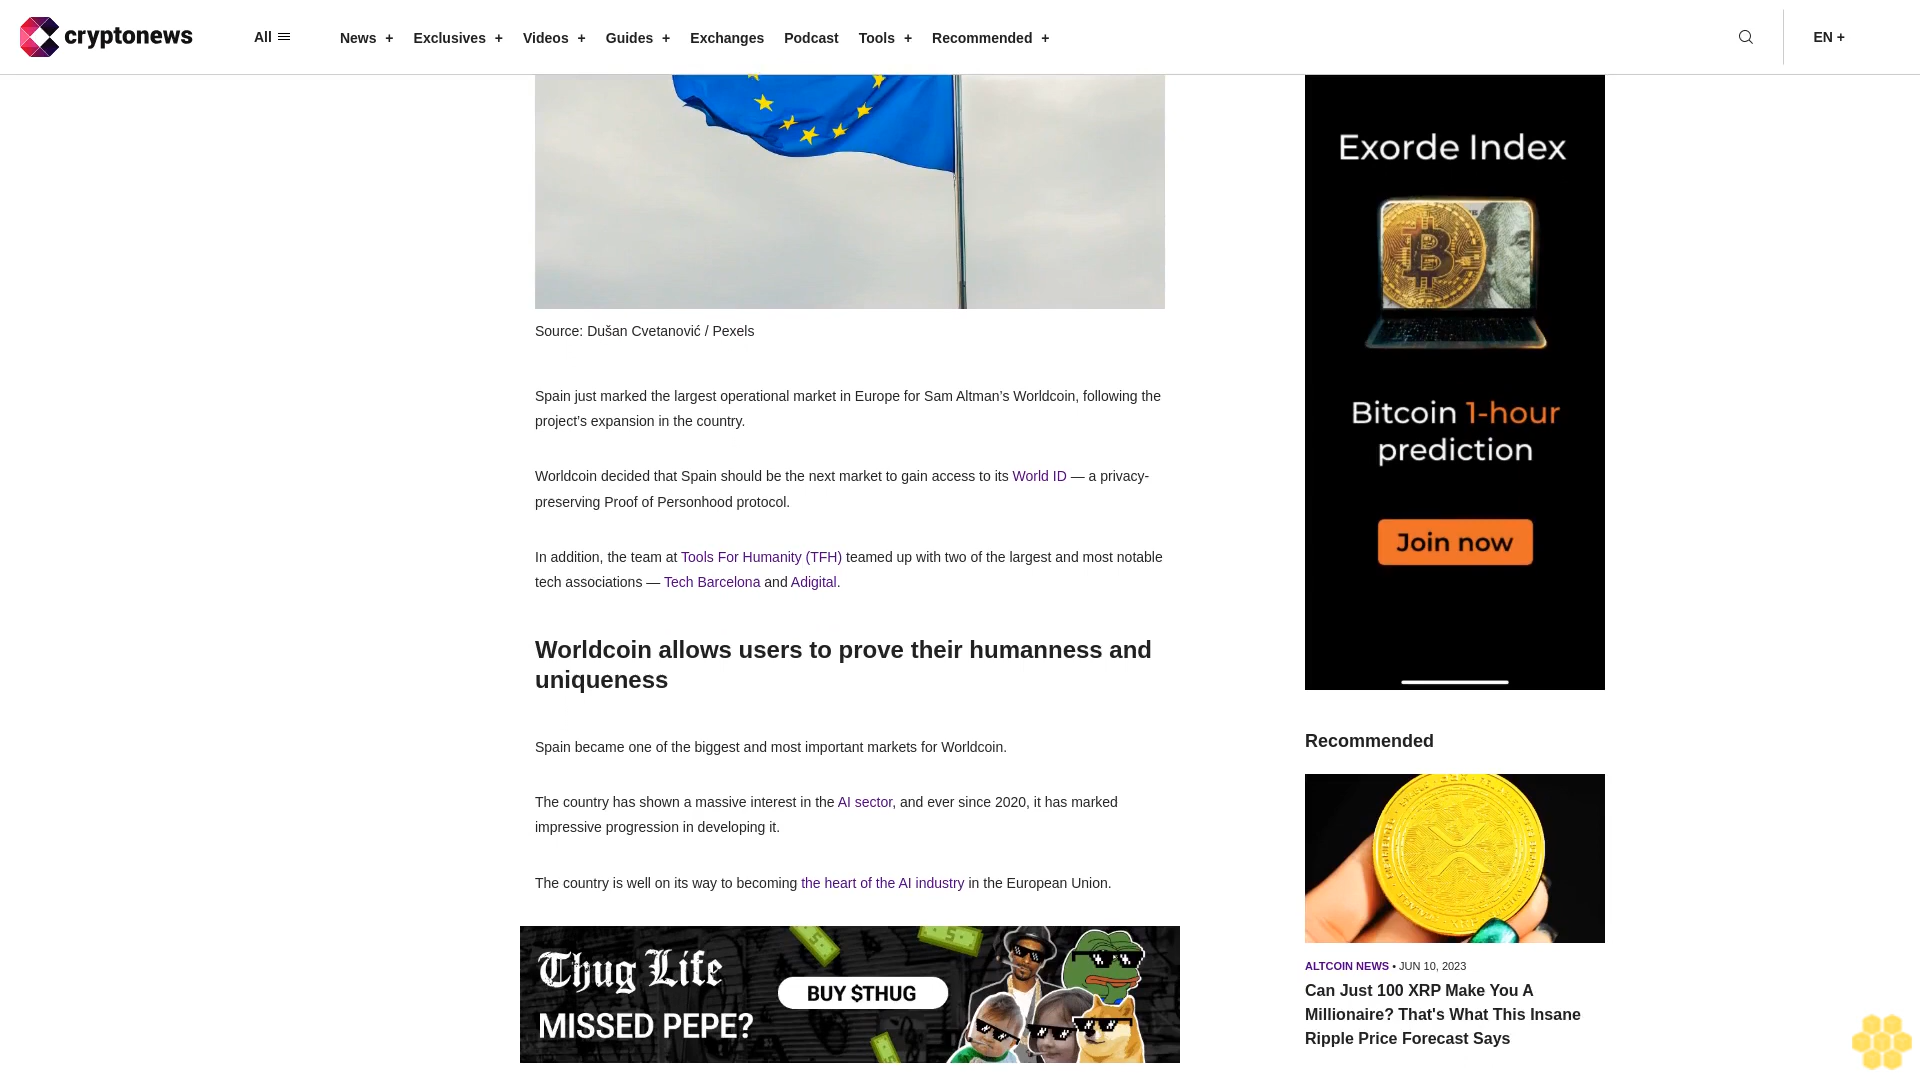 cryptonews
All
News +
Exclusives +
Videos +
Guides +
Exchanges
Podcast
Tools +
Recommended +
EN +
Source: Dušan Cvetanović / Pexels
Spain just marked the largest operational market in Europe for Sam Altman’s Worldcoin, following the
project’s expansion in the country.
Worldcoin decided that Spain should be the next market to gain access to its World ID — a privacy-
preserving Proof of Personhood protocol.
In addition, the team at Tools For Humanity (TFH) teamed up with two of the largest and most notable
tech associations — Tech Barcelona and Adigital.
Worldcoin allows users to prove their humanness and
uniqueness
Spain became one of the biggest and most important markets for Worldcoin.
The country has shown a massive interest in the AI sector, and ever since 2020, it has marked
impressive progression in developing it.
The country is well on its way to becoming the heart of the AI industry in the European Union.
Thug Life
MISSED PEPE?
BUY $THUG
Exorde Index
Bitcoin 1-hour
prediction
Join now
Recommended
ALTCOIN NEWS • JUN 10, 2023
Can Just 100 XRP Make You A
Millionaire? That's What This Insane
Ripple Price Forecast Says